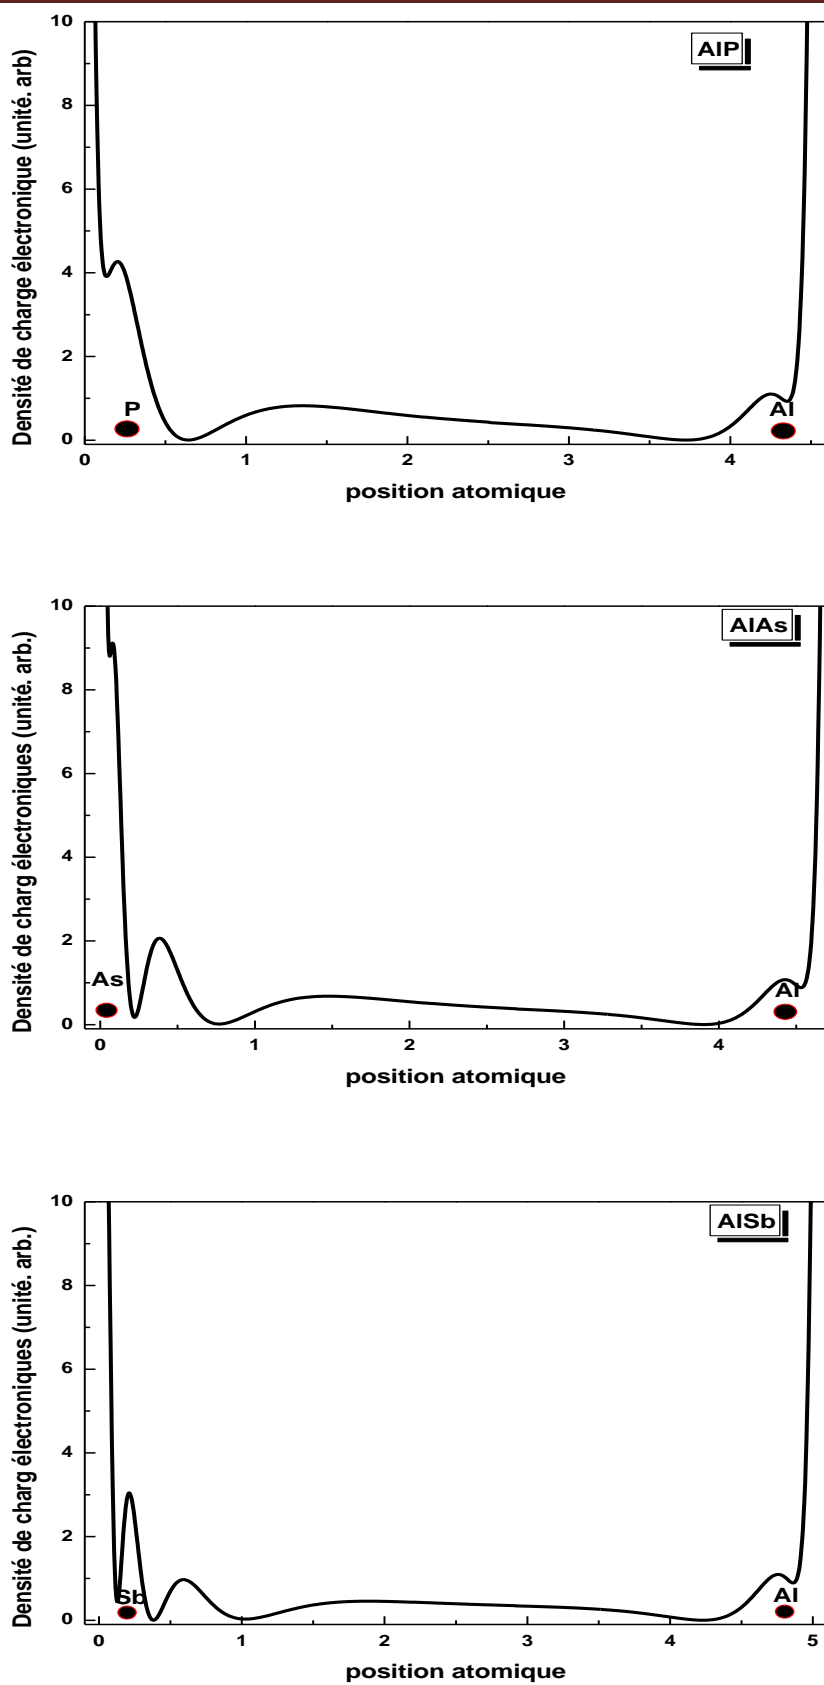 AlP
Densité de charge électronique (unité. arb)
10
8
6
4
2
0
P
Al
0 1 2 3 4
position atomique
AlAs
Densité de charg électroniques (unité. arb.)
10
8
6
4
2
0
As
Al
0 1 2 3 4
position atomique
AlSb
Densité de charg électroniques (unité. arb.)
10
8
6
4
2
0
Sb
Al
0 1 2 3 4 5
position atomique